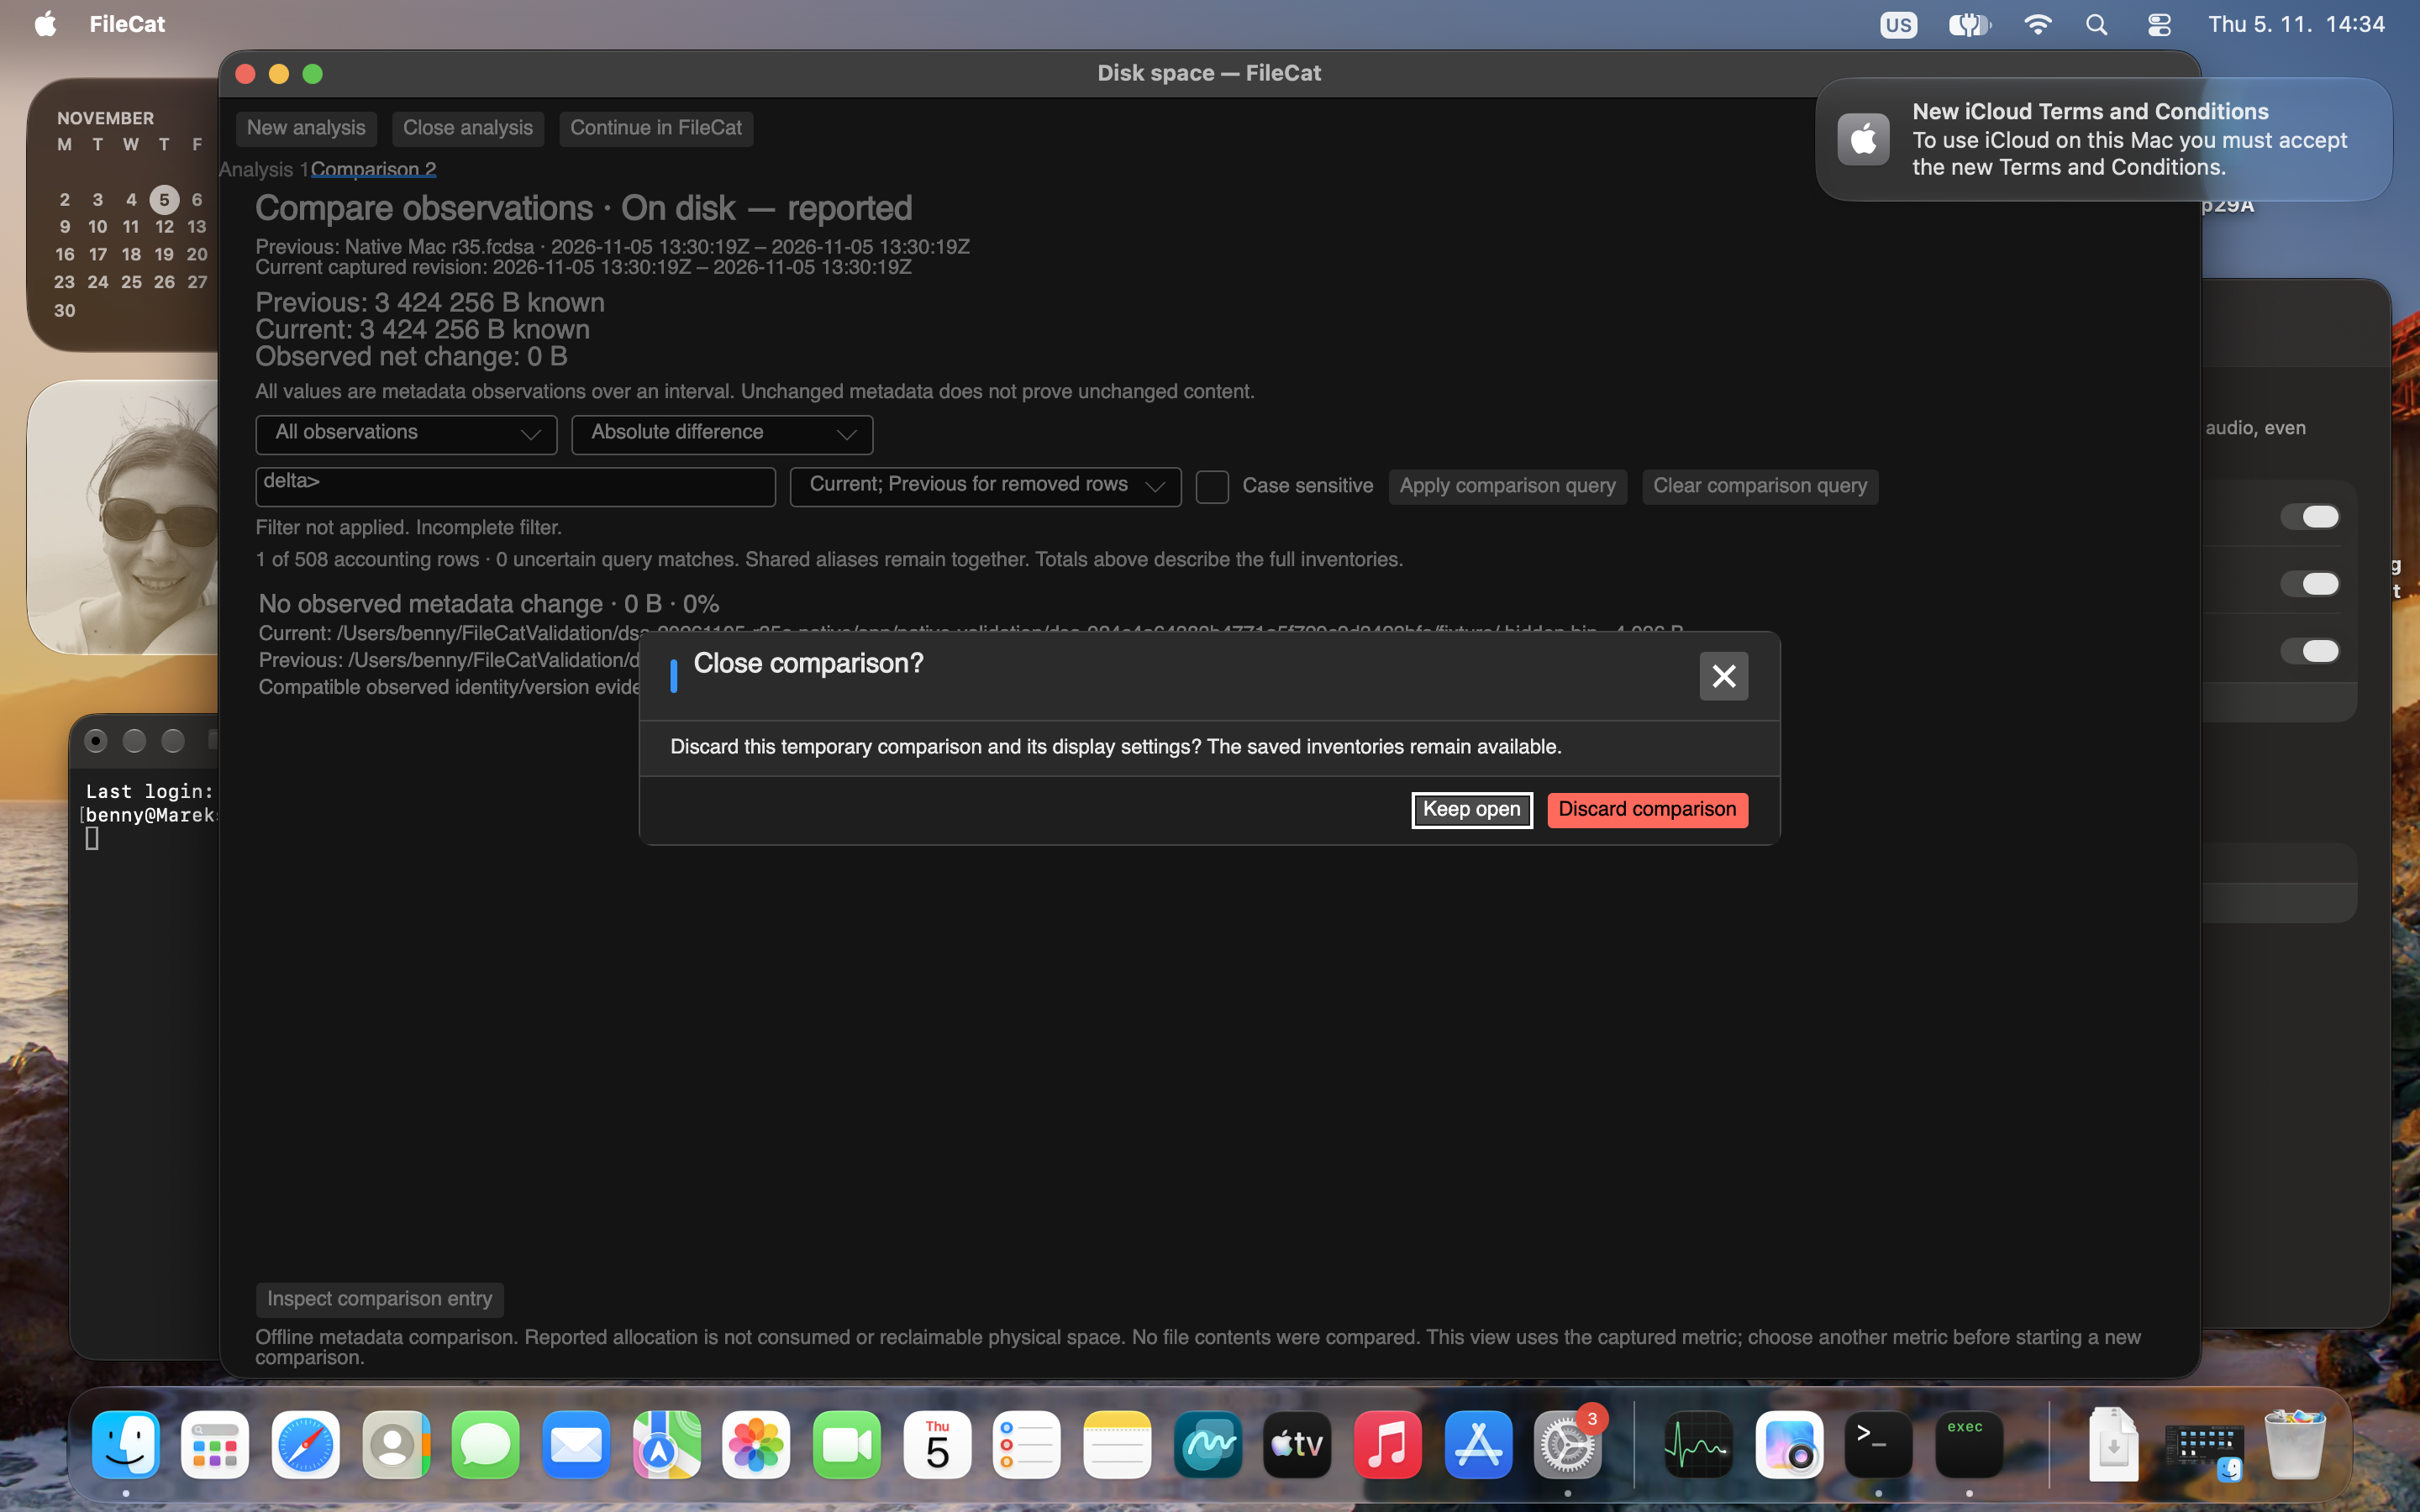 FileCat
US
Thu 5. 11. 14:34
NOVEMBER
M T W T F
2 3 4 5 6
9 10 11 12 13
16 17 18 19 20
23 24 25 26 27
30
Disk space — FileCat
New analysis
Close analysis
Continue in FileCat
Analysis 1
Comparison 2
New iCloud Terms and Conditions
To use iCloud on this Mac you must accept
the new Terms and Conditions.
p29A
Compare observations · On disk — reported
Previous: Native Mac r35.fcdsa · 2026-11-05 13:30:19Z – 2026-11-05 13:30:19Z
Current captured revision: 2026-11-05 13:30:19Z – 2026-11-05 13:30:19Z
Previous: 3 424 256 B known
Current: 3 424 256 B known
Observed net change: 0 B
All values are metadata observations over an interval. Unchanged metadata does not prove unchanged content.
All observations
Absolute difference
audio, even
delta>
Current; Previous for removed rows
Case sensitive
Apply comparison query
Clear comparison query
Filter not applied. Incomplete filter.
1 of 508 accounting rows · 0 uncertain query matches. Shared aliases remain together. Totals above describe the full inventories.
g
t
No observed metadata change · 0 B · 0%
Current: /Users/benny/FileCatValidation/
Previous: /Users/benny/FileCatValidation/d
Compatible observed identity/version evide
Close comparison?
Discard this temporary comparison and its display settings? The saved inventories remain available.
Keep open
Discard comparison
Last login:
[benny@Marek
Inspect comparison entry
Offline metadata comparison. Reported allocation is not consumed or reclaimable physical space. No file contents were compared. This view uses the captured metric; choose another metric before starting a new
comparison.
Thu
5
tv
3
>_
exec